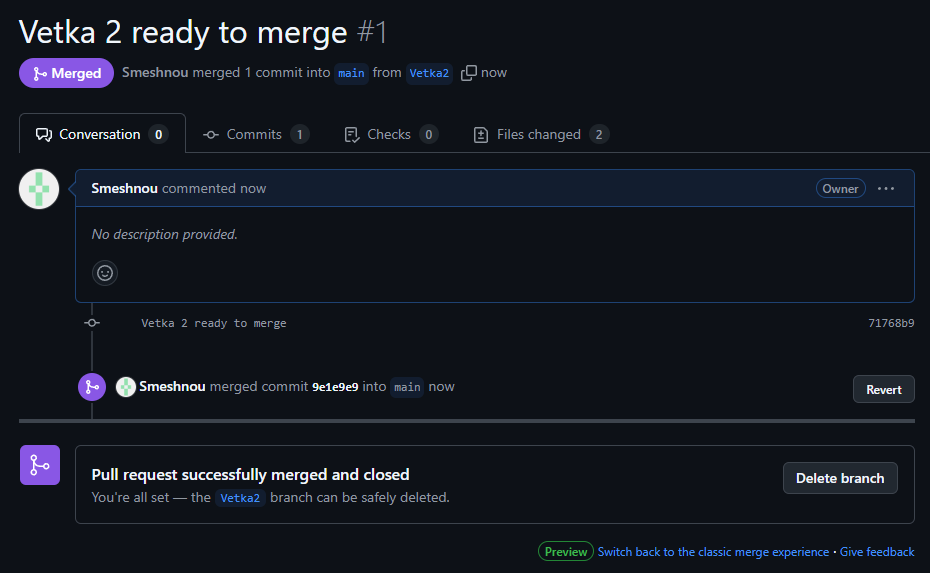 Vetka 2 ready to merge #1
Merged Smeshnou merged 1 commit into main from Vetka2 now
Conversation 0 Commits 1 Checks 0 Files changed 2
Smeshnou commented now Owner
No description provided.
Vetka 2 ready to merge 71768b9
Smeshnou merged commit 9e1e9e9 into main now Revert
Pull request successfully merged and closed
You're all set — the Vetka2 branch can be safely deleted.
Delete branch
Preview Switch back to the classic merge experience · Give feedback